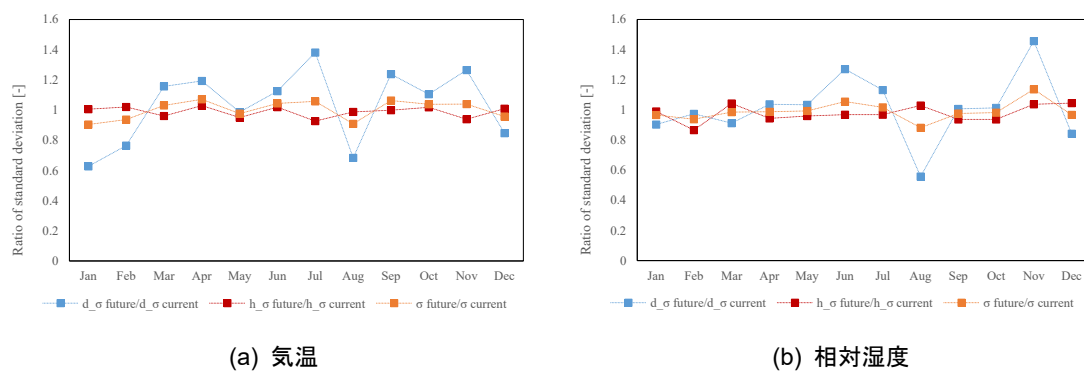 Ratio of standard deviation [-]
1.6
1.4
1.2
1
0.8
0.6
0.4
0.2
0
Jan Feb Mar Apr May Jun Jul Aug Sep Oct Nov Dec
d_σ future/d_σ current h_σ future/h_σ current σ future/σ current
(a) 気温
Ratio of standard deviation [-]
1.6
1.4
1.2
1
0.8
0.6
0.4
0.2
0
Jan Feb Mar Apr May Jun Jul Aug Sep Oct Nov Dec
d_σ future/d_σ current h_σ future/h_σ current σ future/σ current
(b) 相対湿度